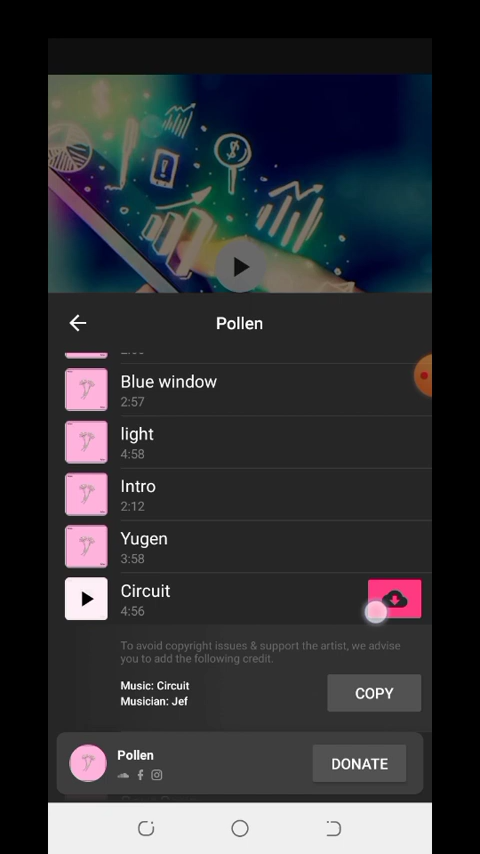 Pollen
Blue window
2:57
light
4:58
Intro
2:12
Yugen
3:58
Circuit
4:56
To avoid copyright issues & support the artist, we advise
you to add the following credit.
Music: Circuit
Musician: Jef
COPY
Pollen
DONATE